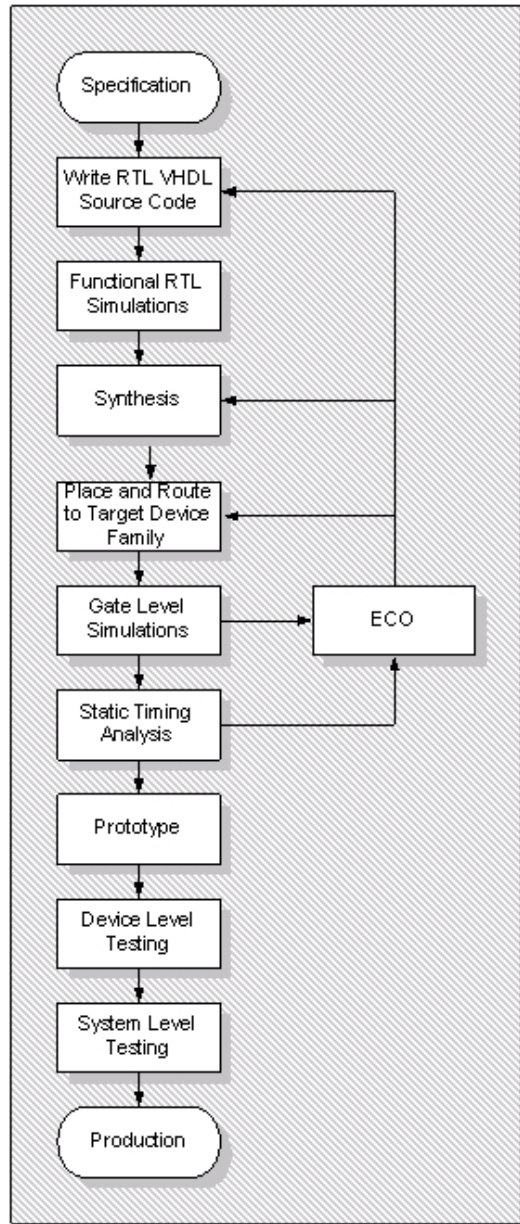 Specification
Write RTL VHDL
Source Code
Functional RTL
Simulations
Synthesis
Place and Route
to Target Device
Family
Gate Level
Simulations
ECO
Static Timing
Analysis
Prototype
Device Level
Testing
System Level
Testing
Production